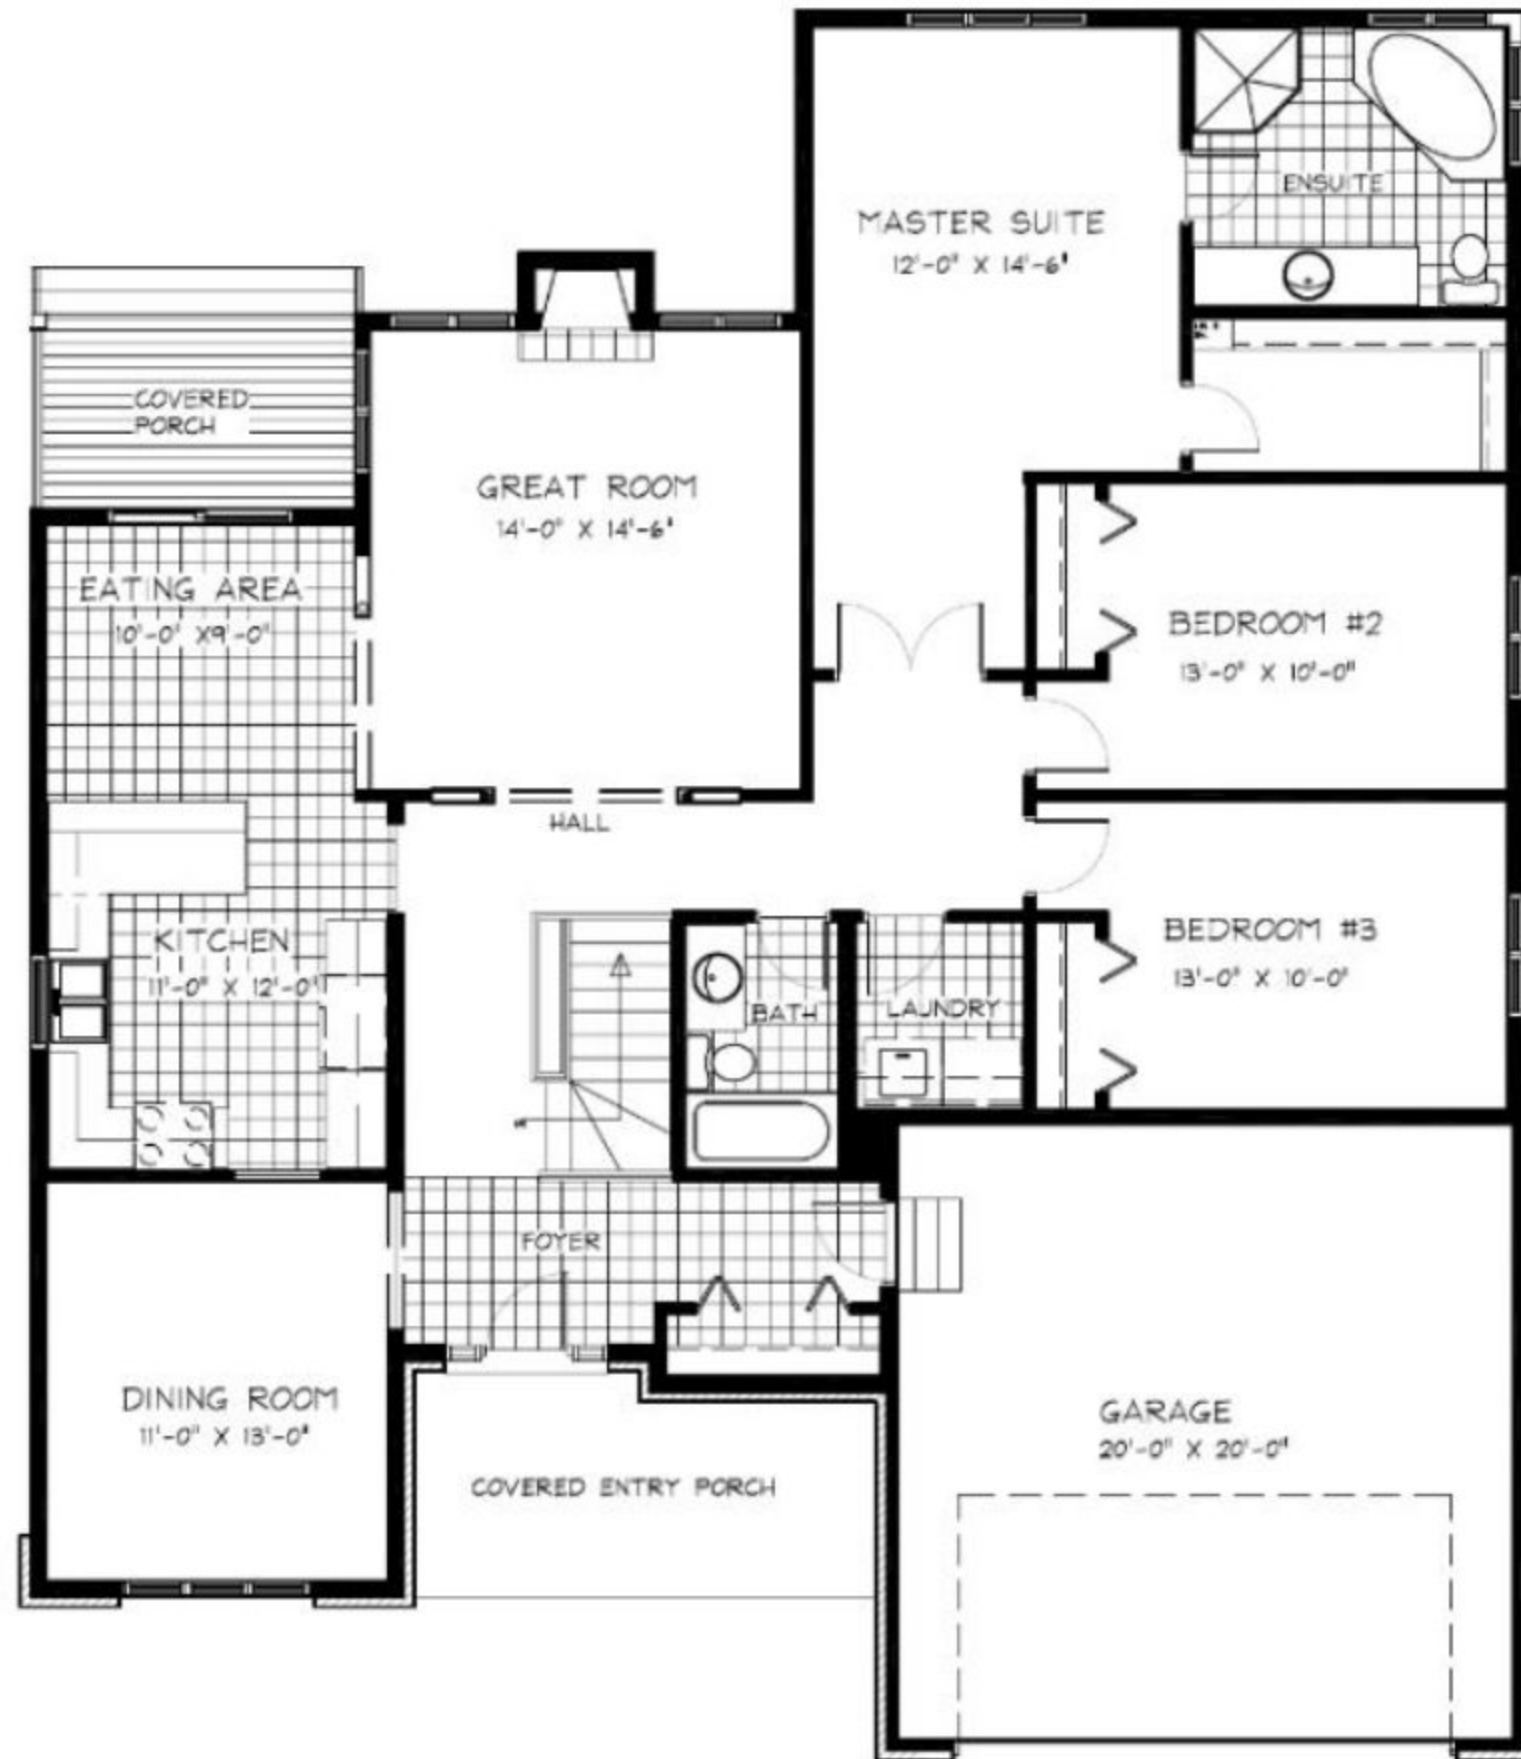 MASTER SUITE
12'-0" X 14'-6"
ENSUITE
COVERED
PORCH
GREAT ROOM
14'-0" X 14'-6"
EATING AREA
10'-0" X9'-0"
BEDROOM #2
13'-0" X 10'-0"
HALL
KITCHEN
11'-0" X 12'-0"
BATH
LAUNDRY
BEDROOM #3
13'-0" X 10'-0"
FOYER
DINING ROOM
11'-0" X 13'-0"
COVERED ENTRY PORCH
GARAGE
20'-0" X 20'-0"